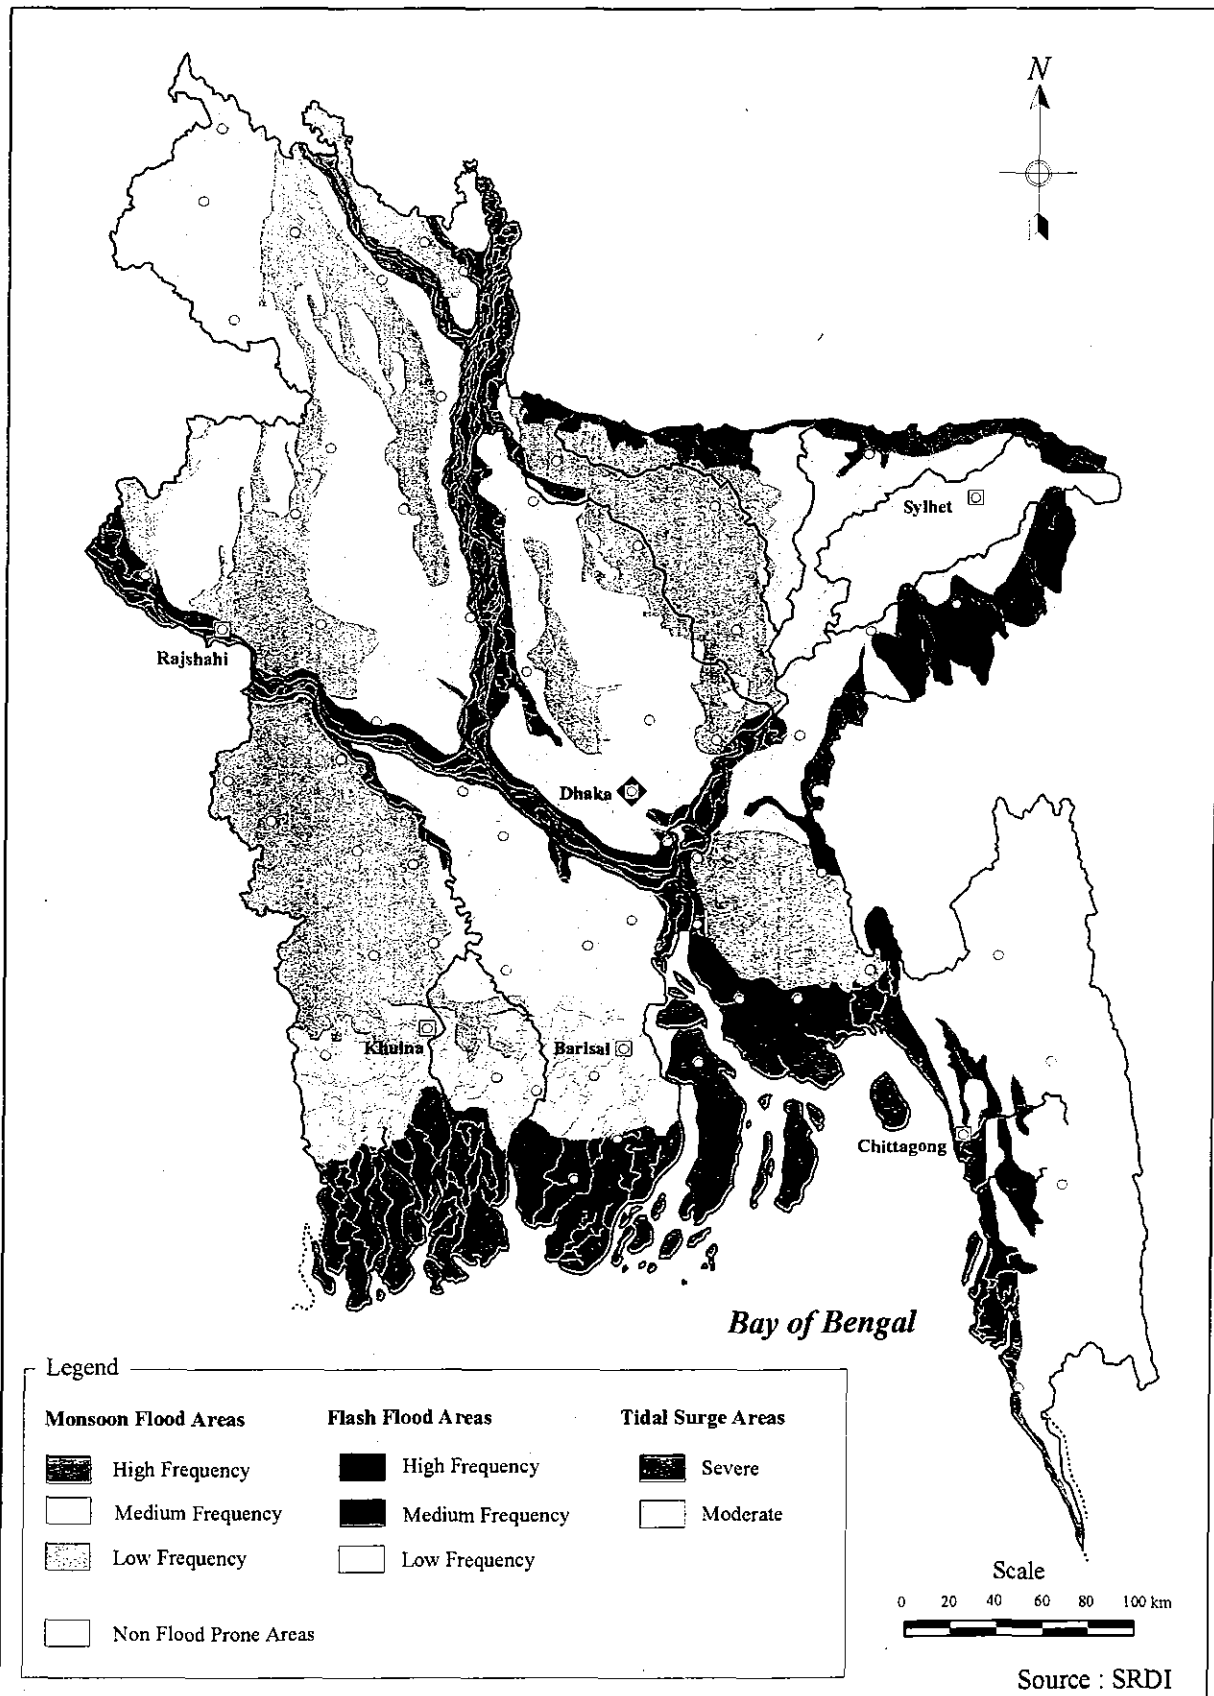 N
Sylhet
Rajshahi
Dhaka
Khulna
Barisal
Chittagong
Bay of Bengal
Legend
Monsoon Flood Areas
High Frequency
Medium Frequency
Low Frequency
Non Flood Prone Areas
Flash Flood Areas
High Frequency
Medium Frequency
Low Frequency
Tidal Surge Areas
Severe
Moderate
Scale
0 20 40 60 80 100 km
Source : SRDI